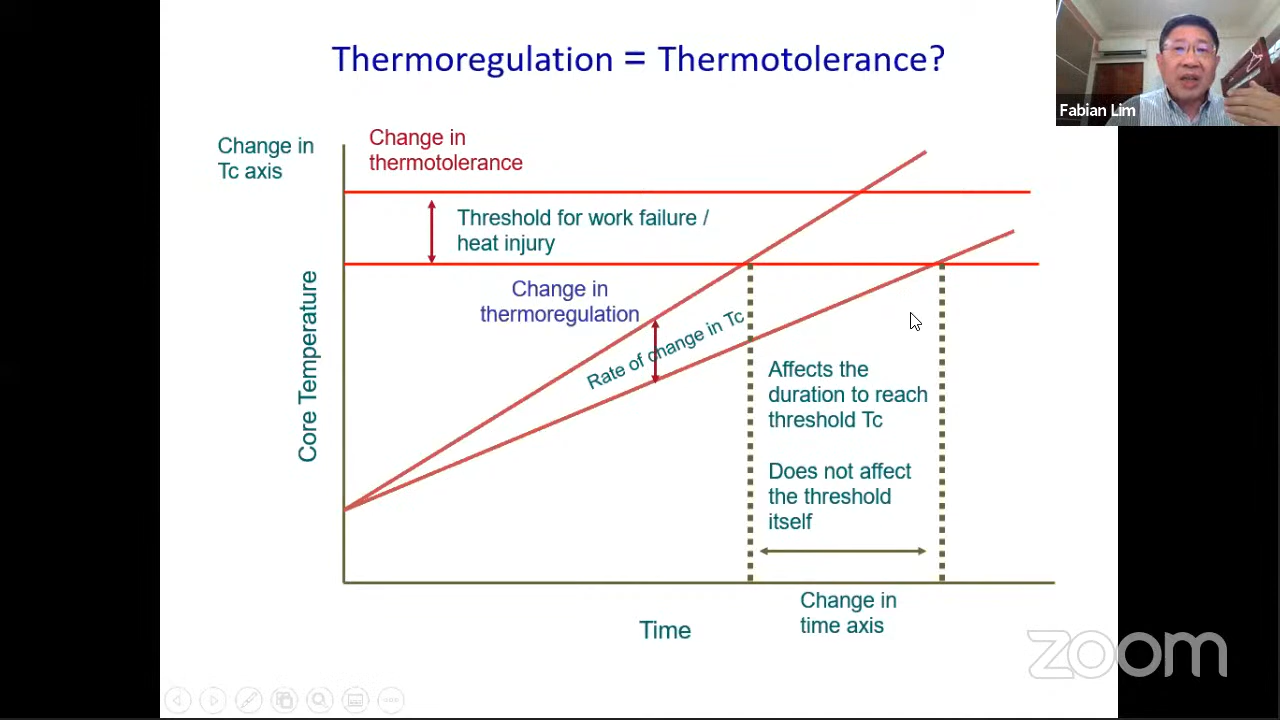 Thermoregulation = Thermotolerance?
Fabian Lim
Change in
Tc axis
Change in
thermotolerance
Threshold for work failure /
heat injury
Change in
thermoregulation
Rate of change in Tc
Core Temperature
Affects the
duration to reach
threshold Tc
Does not affect
the threshold
itself
Change in
time axis
Time
zoom